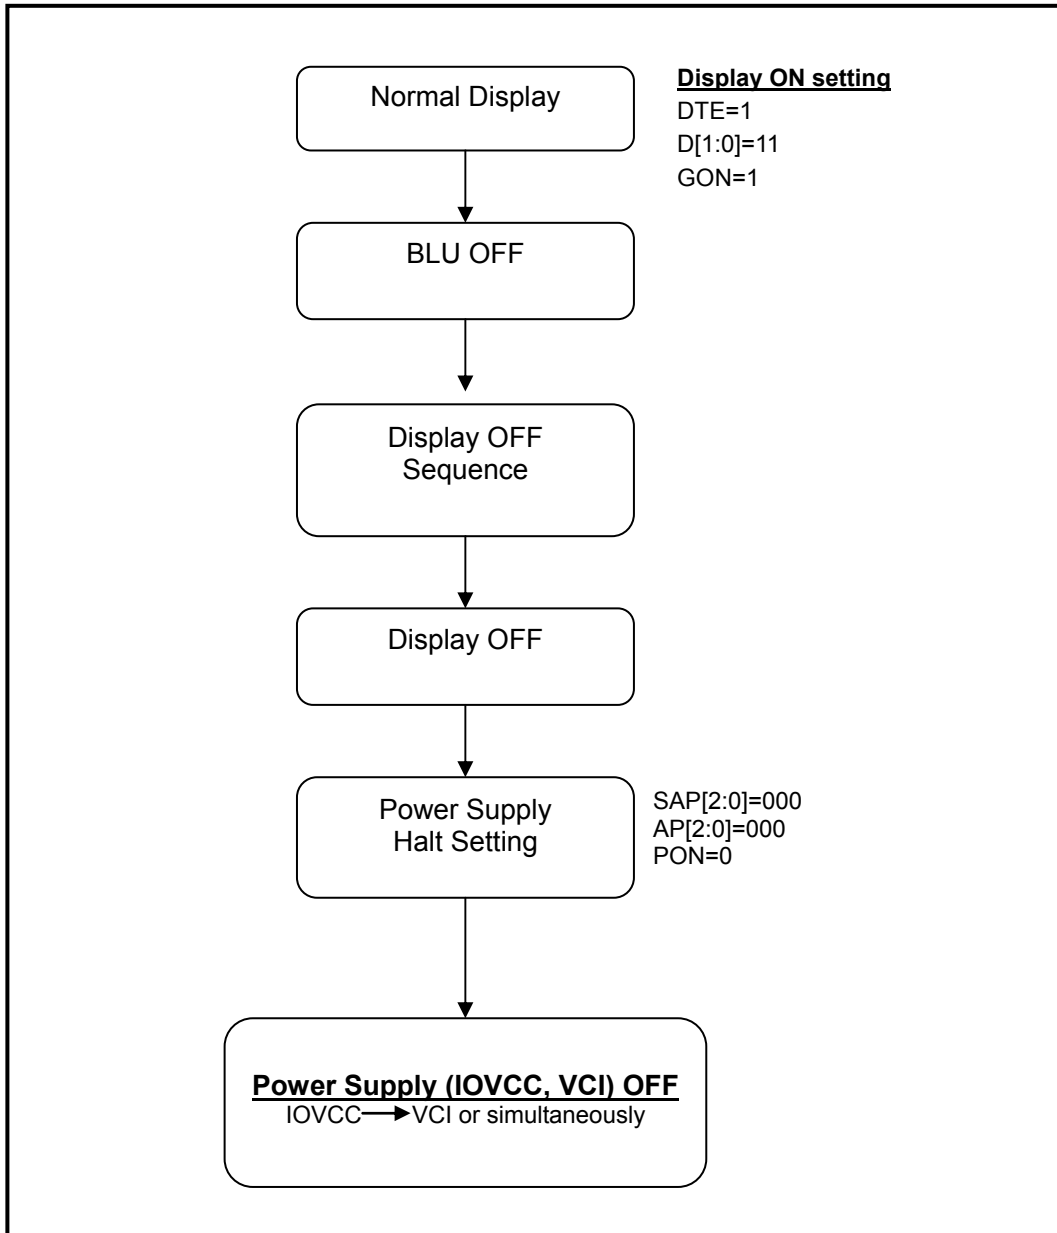 Normal Display
Display ON setting
DTE=1
D[1:0]=11
GON=1
BLU OFF
Display OFF
Sequence
Display OFF
Power Supply
Halt Setting
SAP[2:0]=000
AP[2:0]=000
PON=0
Power Supply (IOVCC, VCI) OFF
IOVCC→VCI or simultaneously